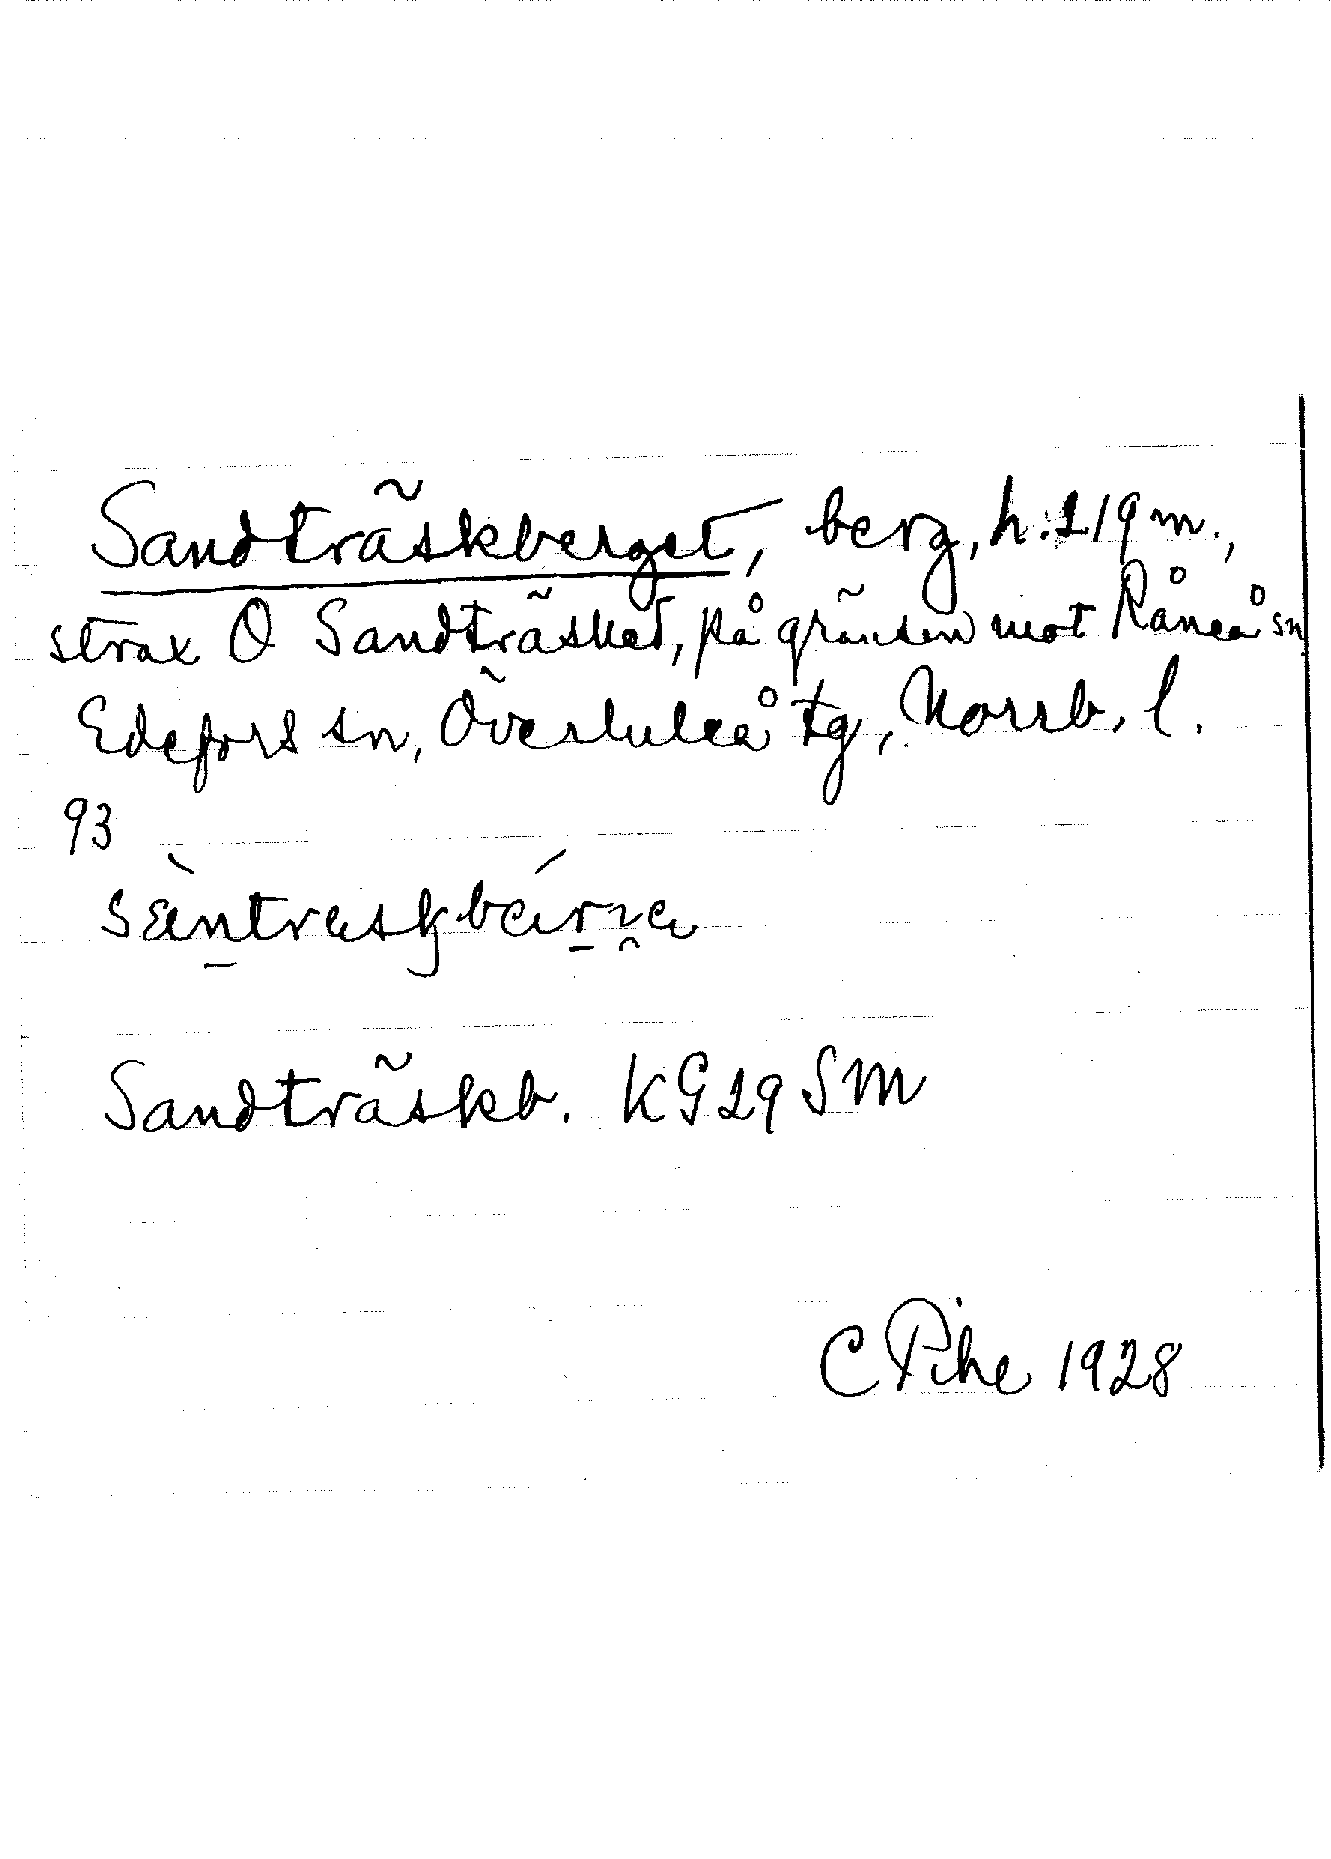 Sandträskberget, berg, h. 219 m.,
strax O Sandträsket, på gränsen mot Råneå sn
Edefors sn, Överluleå tg, Norrb. l.
93
Sandträskb. KG 29 SM
C Pihe 1928